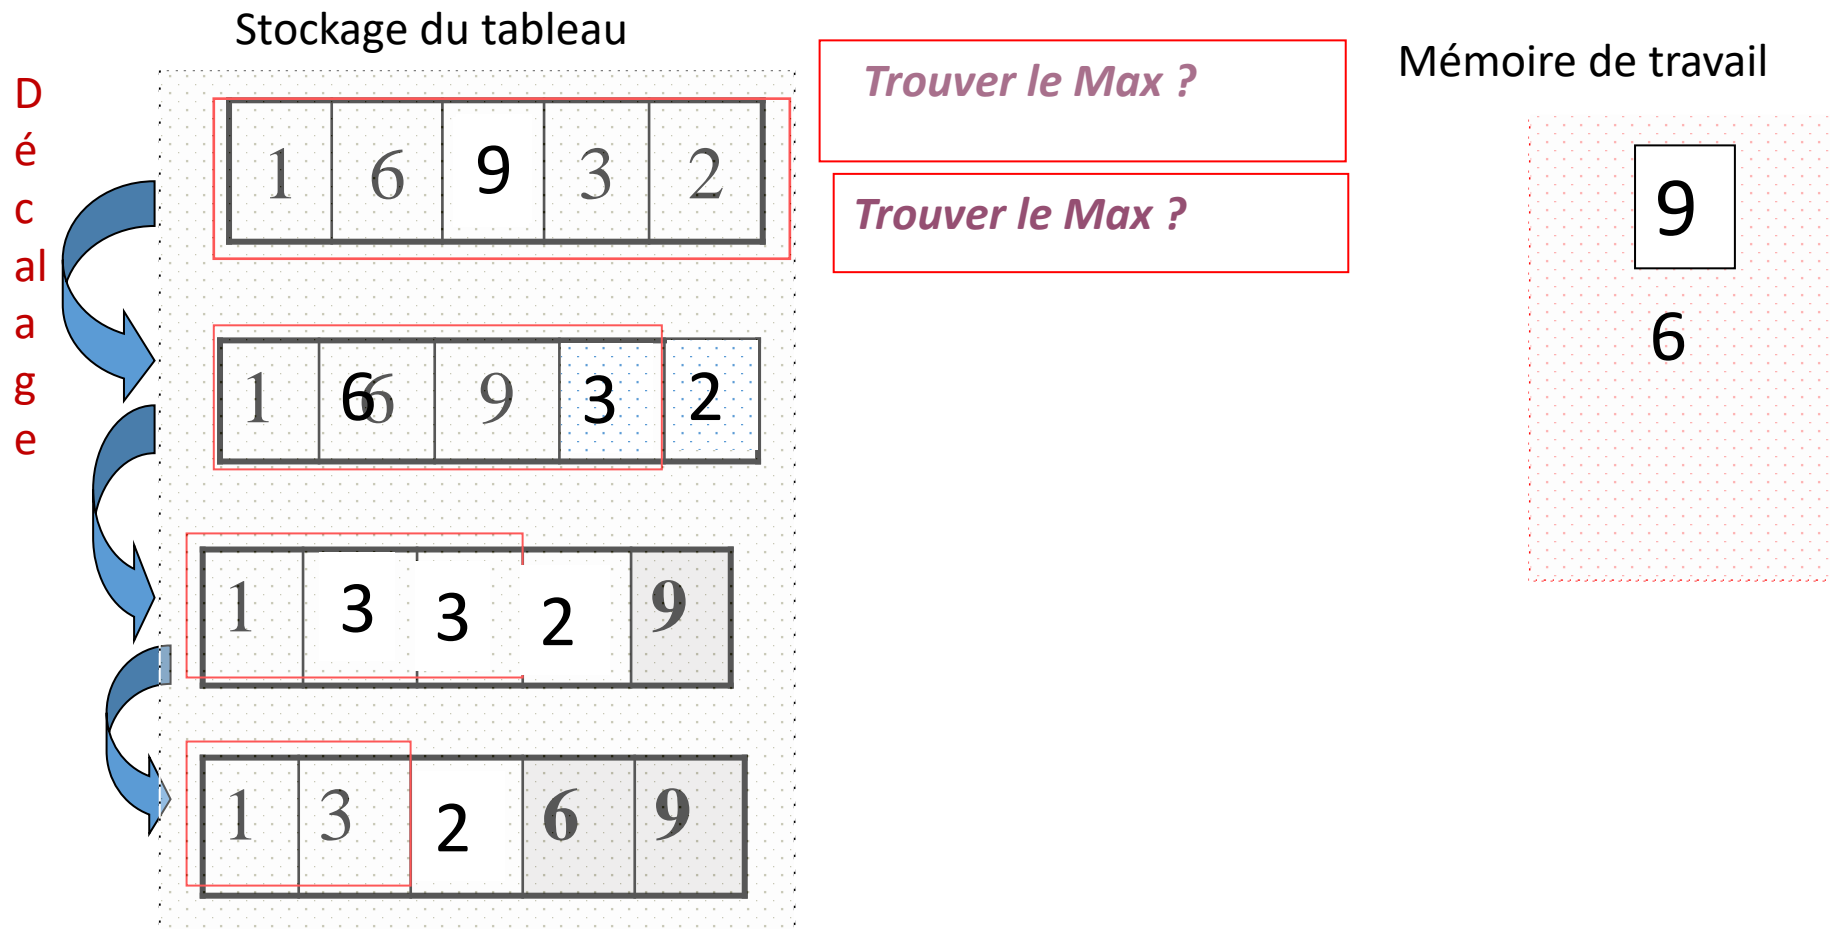 Stockage du tableau
Trouver le Max ?
Mémoire de travail
D
é
c
al
a
g
e
1 6 9 3 2
Trouver le Max ?
9
6
1 6 6 9 3 2
1 3 3 2 9
1 3 2 6 9